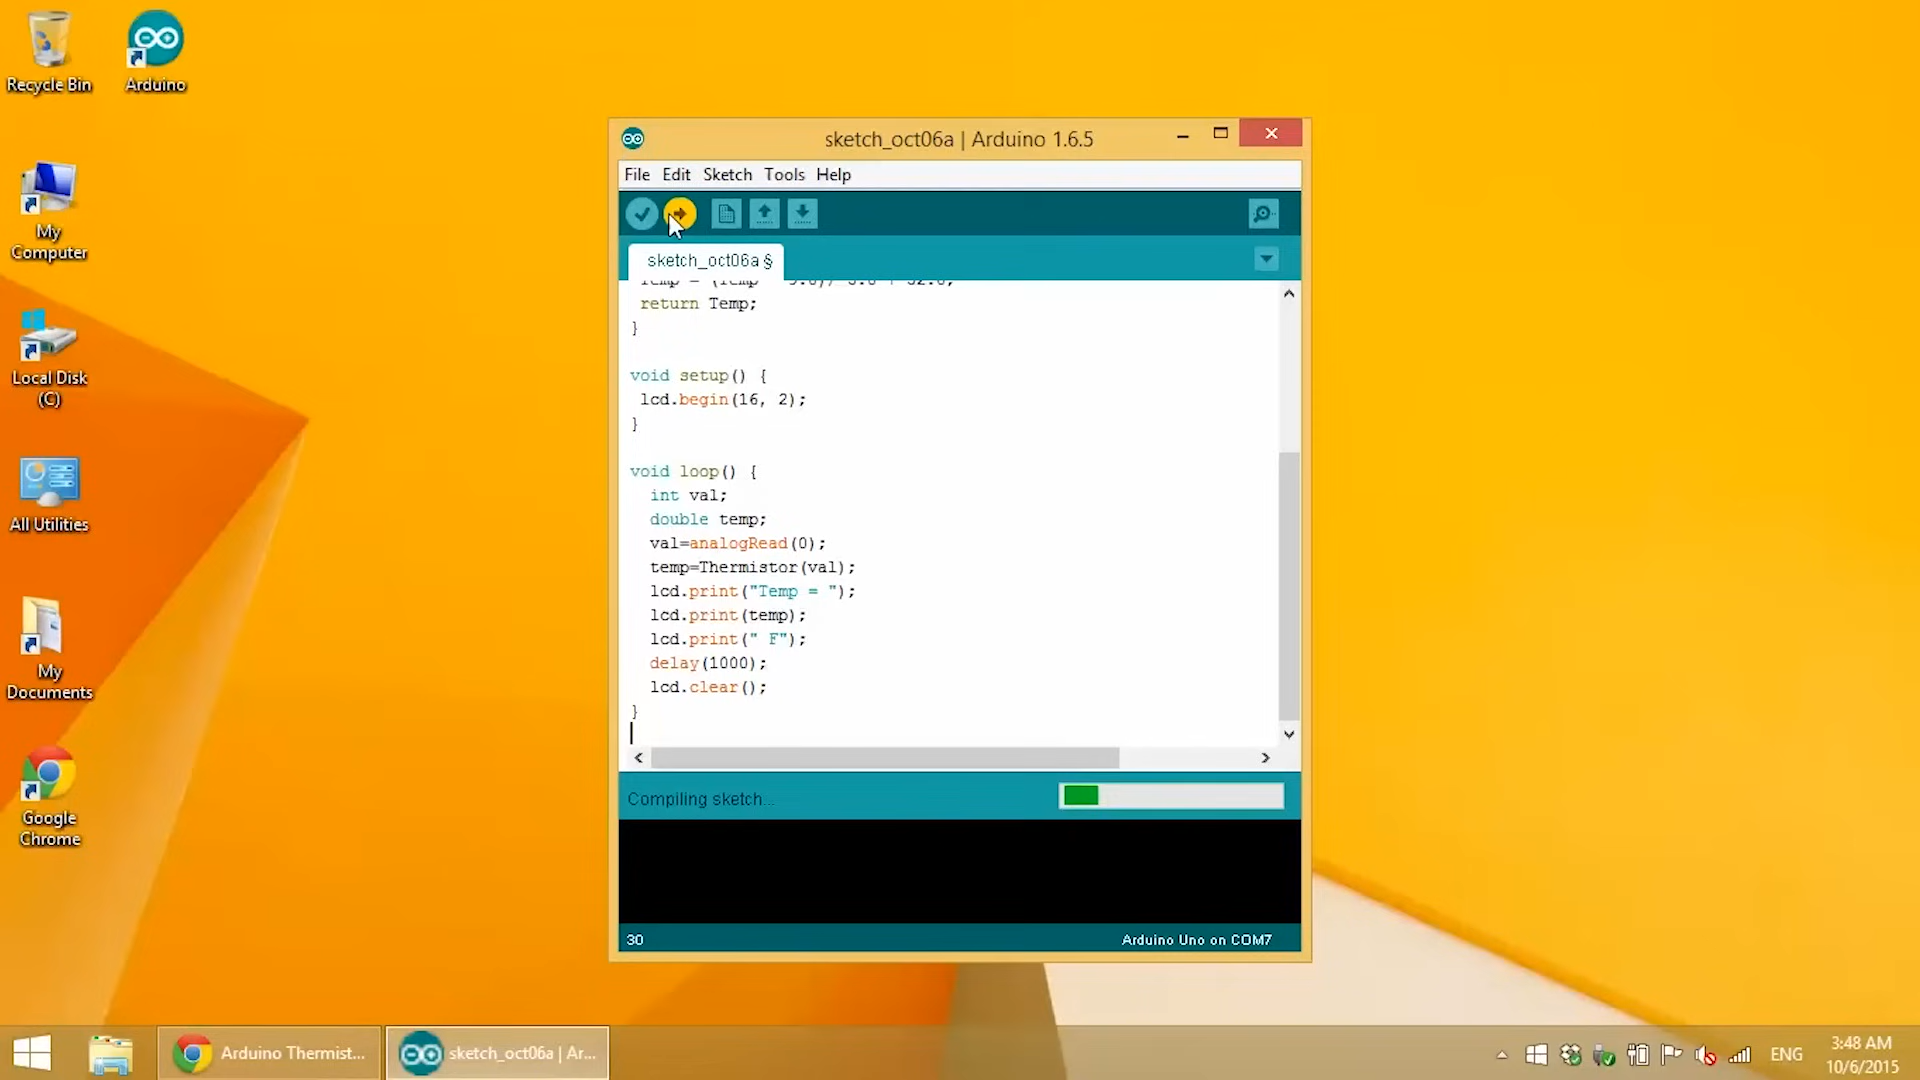 Recycle Bin
Arduino
My
Computer
Local Disk
(C)
All Utilities
My
Documents
Google
Chrome
sketch_oct06a | Arduino 1.6.5
File Edit Sketch Tools Help
sketch_oct06a §
return Temp;
}
void setup() {
lcd.begin(16, 2);
}
void loop() {
int val;
double temp;
val=analogRead(0);
temp=Thermistor(val);
lcd.print("Temp = ");
lcd.print(temp);
lcd.print(" F");
delay(1000);
lcd.clear();
}
Compiling sketch...
30
Arduino Uno on COM7
Arduino Thermist...
sketch_oct06a | Ar...
ENG
3:48 AM
10/6/2015